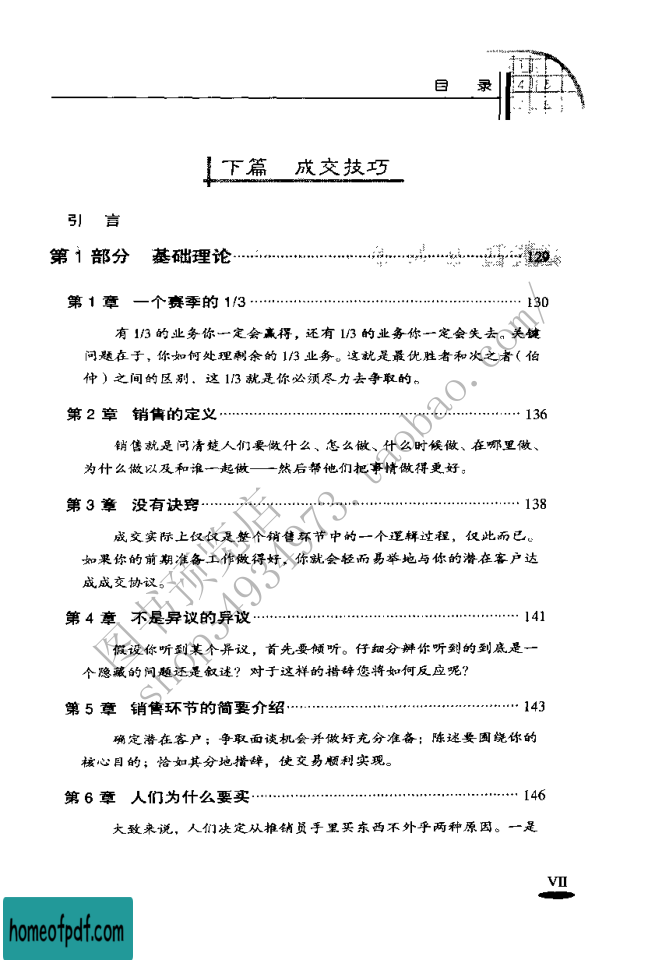 目 录
下篇 成交技巧
引 言
第1部分 基础理论……129
第1章 一个赛季的1/3……130
有1/3的业务你一定会赢得，还有1/3的业务你一定会失去。关键
问题在于，你如何处理剩余的1/3业务。这就是最优胜者和次之者（伯
仲）之间的区别，这1/3就是你必须尽力去争取的。
第2章 销售的定义……136
销售就是问清楚人们要做什么、怎么做、什么时候做、在哪里做、
为什么做以及和谁一起做——然后帮他们把事情做得更好。
第3章 没有诀窍……138
成交实际上仅仅是整个销售环节中的一个逻辑过程，仅此而已。
如果你的前期准备工作做得好，你就会轻而易举地与你的潜在客户达
成成交协议。
第4章 不是异议的异议……141
假设你听到某个异议，首先要倾听。仔细分辨你听到的到底是一
个隐藏的问题还是叙述？对于这样的措辞您将如何反应呢？
第5章 销售环节的简要介绍……143
确定潜在客户；争取面谈机会并做好充分准备；陈述要围绕你的
核心目的；恰如其分地措辞，使交易顺利实现。
第6章 人们为什么要买……146
大致来说，人们决定从推销员手里买东西不外乎两种原因。一是
VII
图书预览店
shop34934973.taobao.com/
homeofpdf.com